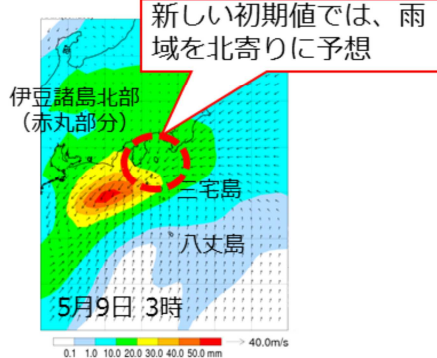 新しい初期値では、雨
域を北寄りに予想
伊豆諸島北部
（赤丸部分）
三宅島
八丈島
5月9日 3時
40.0m/s
0.1 1.0 10.0 20.0 30.0 40.0 50.0 mm